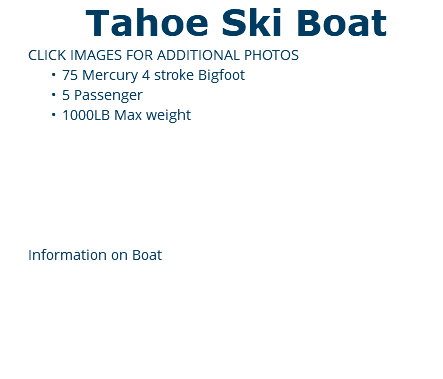 Tahoe Ski Boat
CLICK IMAGES FOR ADDITIONAL PHOTOS
• 75 Mercury 4 stroke Bigfoot
• 5 Passenger
• 1000LB Max weight
Information on Boat